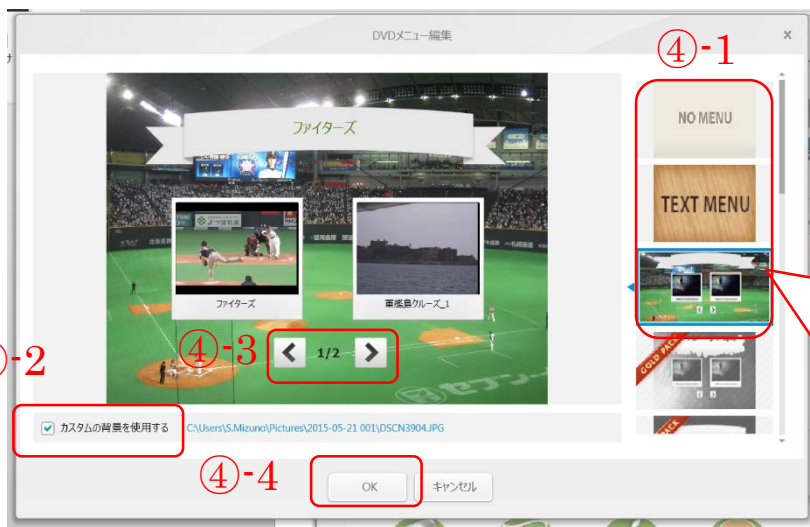 DVDメニュー編集
x
④-1
ファイターズ
NO MENU
TEXT MENU
ファイターズ
軍艦島クルーズ_1
④-3
1/2
GOLD PACK
PACK
-2
カスタムの背景を使用する
C:\Users\S.Mizuno\Pictures\2015-05-21 001\DSCN3904.JPG
④-4
OK
キャンセル